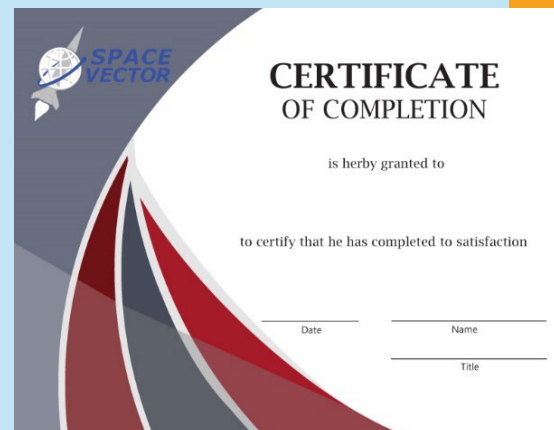 SPACE
VECTOR
CERTIFICATE
OF COMPLETION
is herby granted to
to certify that he has completed to satisfaction
Date
Name
Title